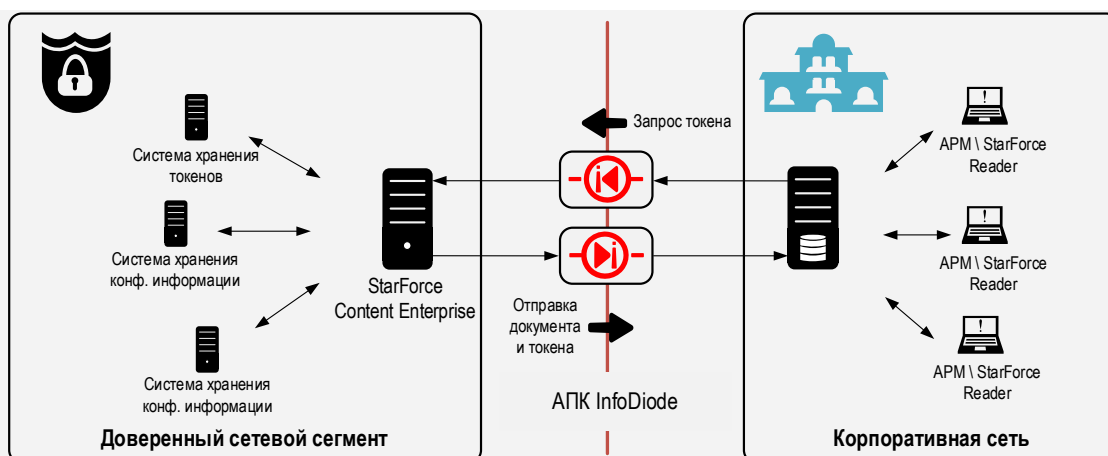 Система хранения
токенов
Система хранения
конф. информации
Система хранения
конф. информации
StarForce
Content Enterprise
Доверенный сетевой сегмент
Запрос токена
Отправка
документа
и токена
АПК InfoDiode
АРМ \ StarForce
Reader
АРМ \ StarForce
Reader
АРМ \ StarForce
Reader
Корпоративная сеть